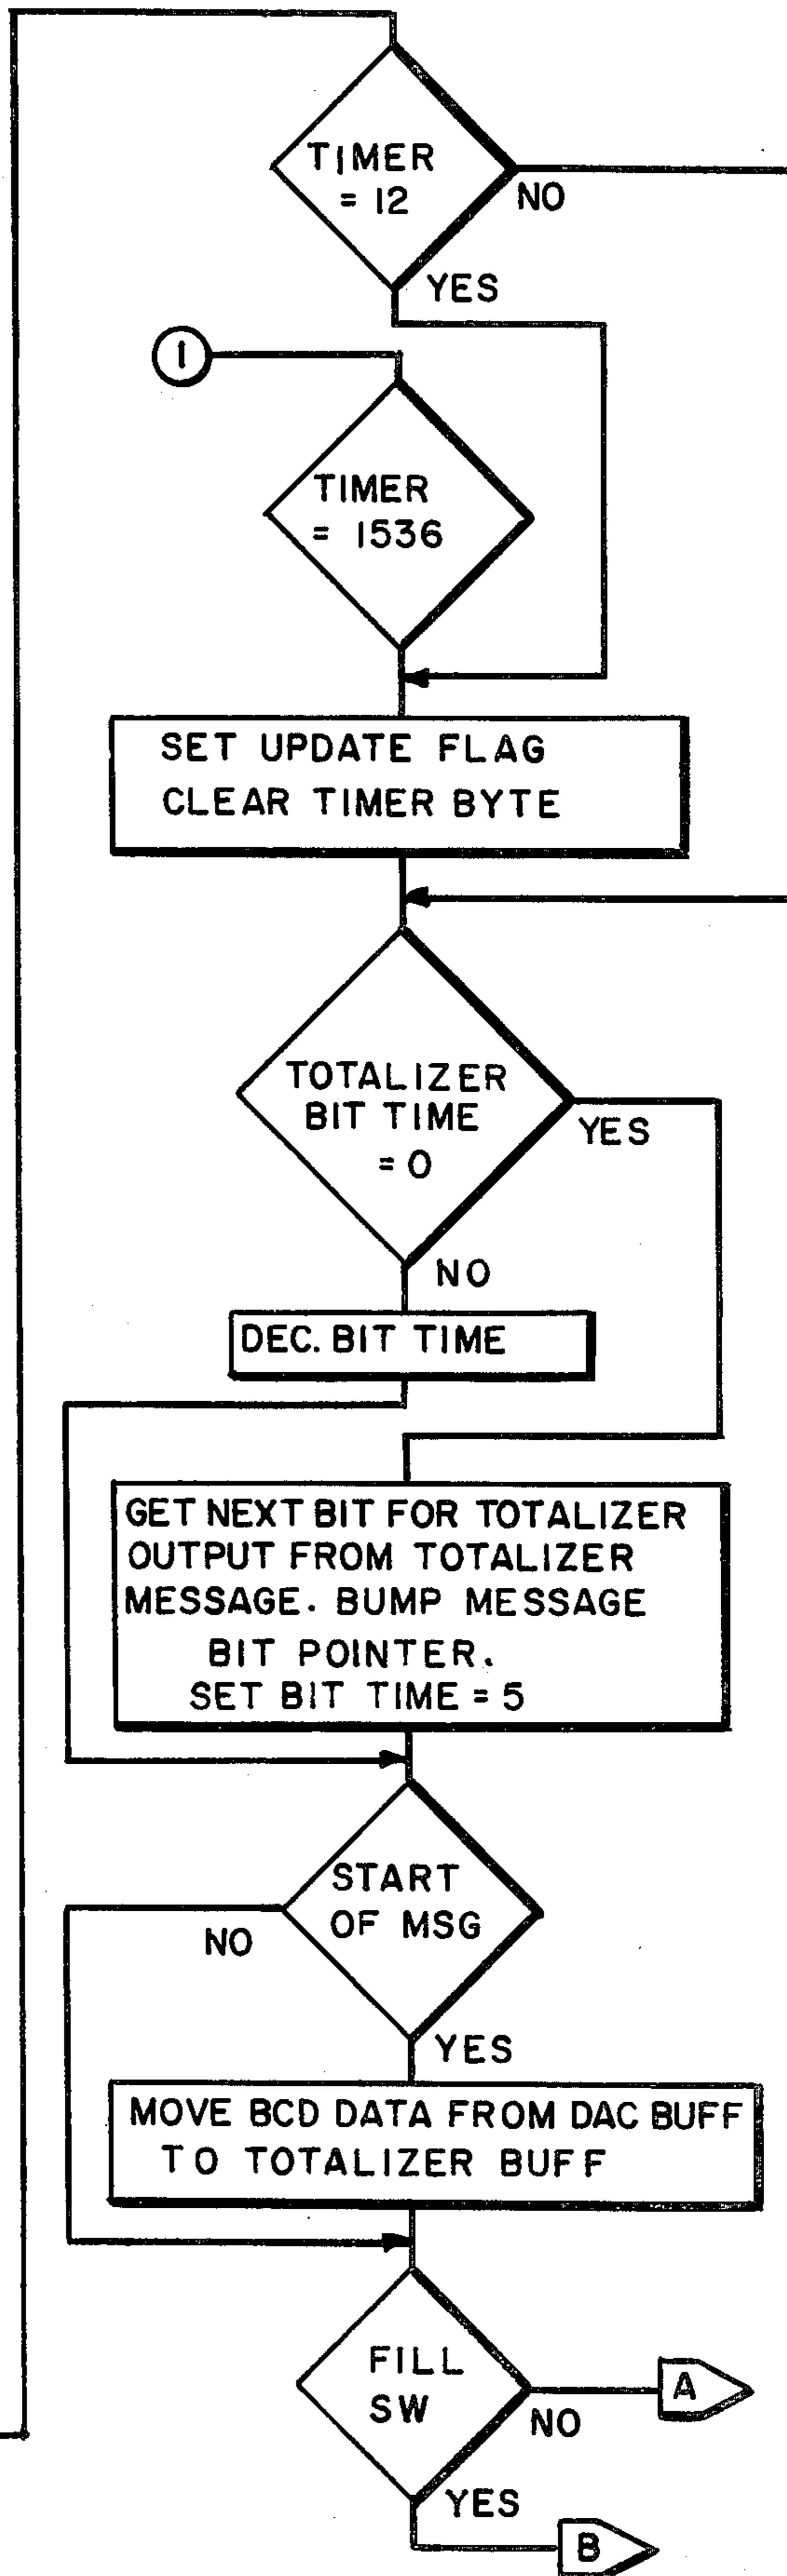 TIMER
= 12
NO
YES
1
TIMER
= 1536
SET UPDATE FLAG
CLEAR TIMER BYTE
TOTALIZER
BIT TIME
= 0
YES
NO
DEC. BIT TIME
GET NEXT BIT FOR TOTALIZER
OUTPUT FROM TOTALIZER
MESSAGE. BUMP MESSAGE
BIT POINTER.
SET BIT TIME = 5
START
OF MSG
NO
YES
MOVE BCD DATA FROM DAC BUFF
TO TOTALIZER BUFF
FILL
SW
A
NO
YES
B